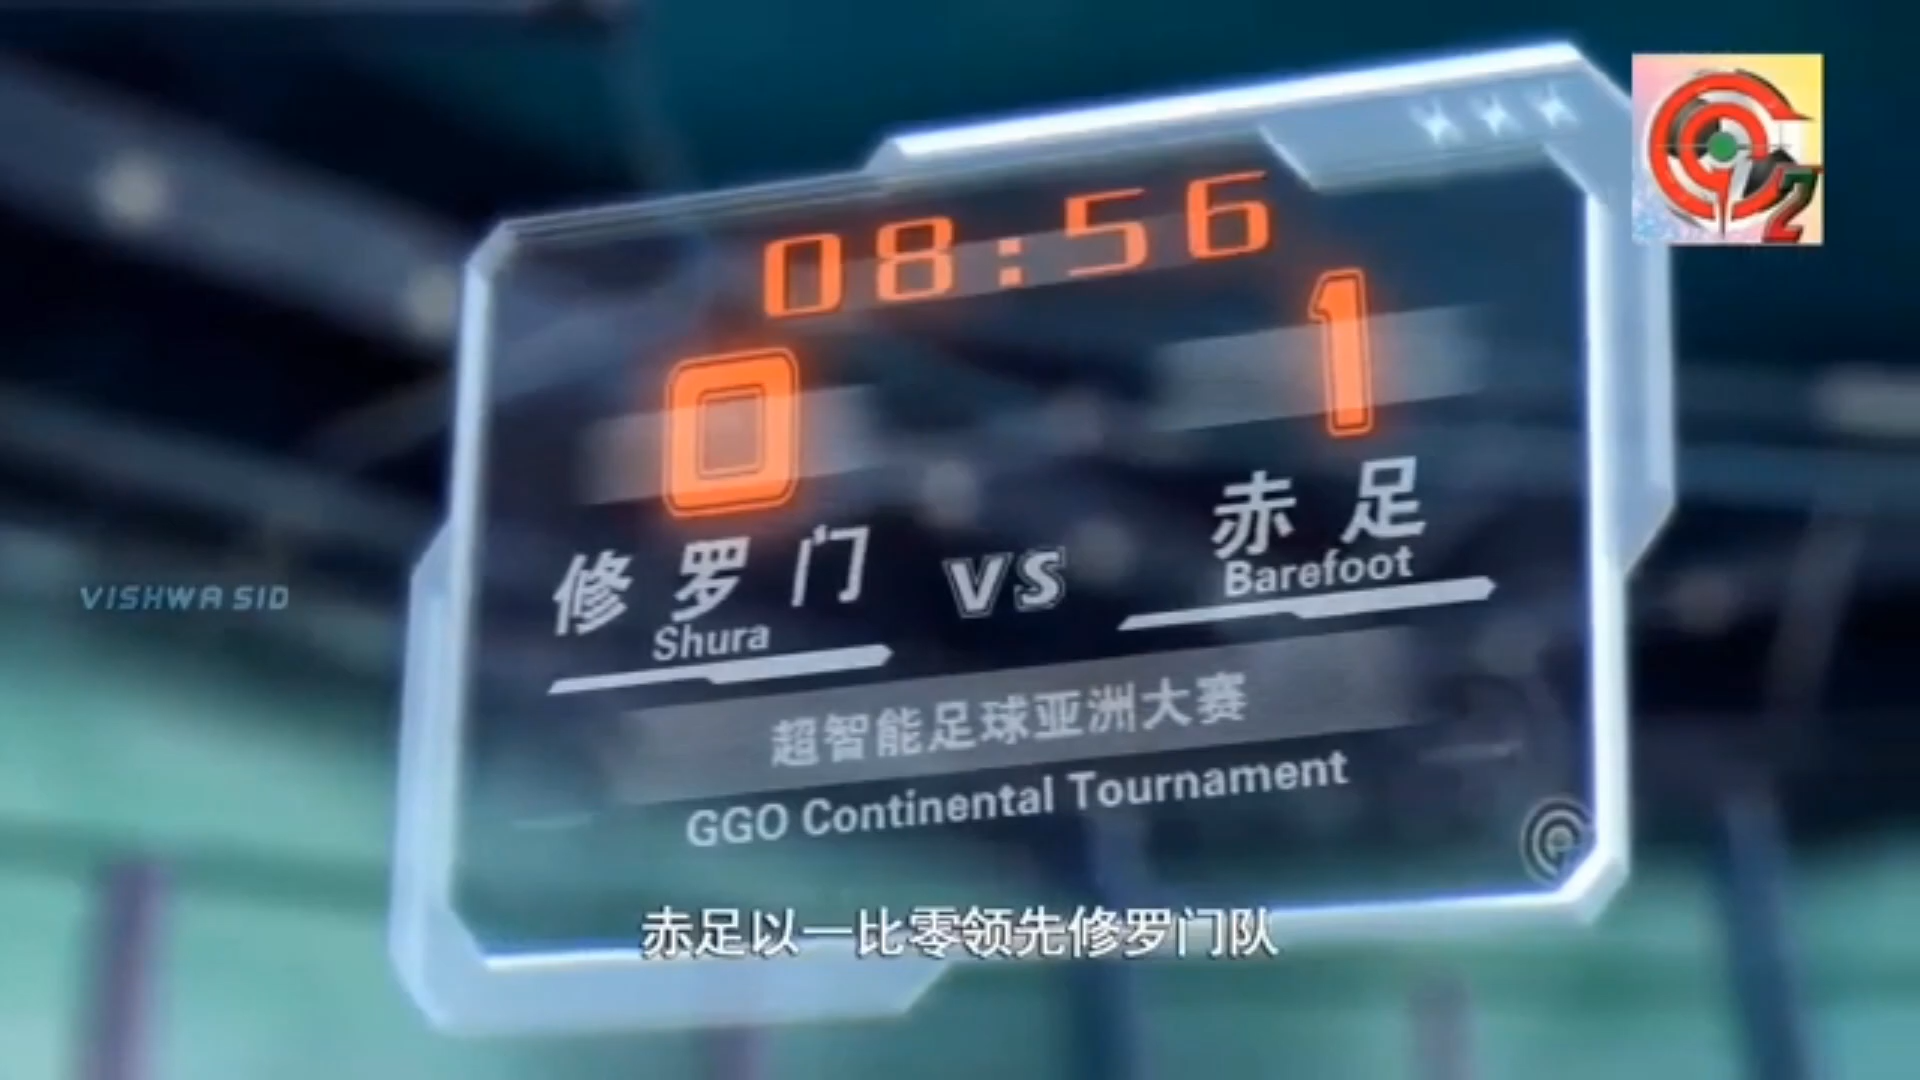 08:56
0 1
修罗门 VS 赤足
Shura Barefoot
超智能足球亚洲大赛
GGO Continental Tournament
赤足以一比零领先修罗门队
VISHWA SID
2